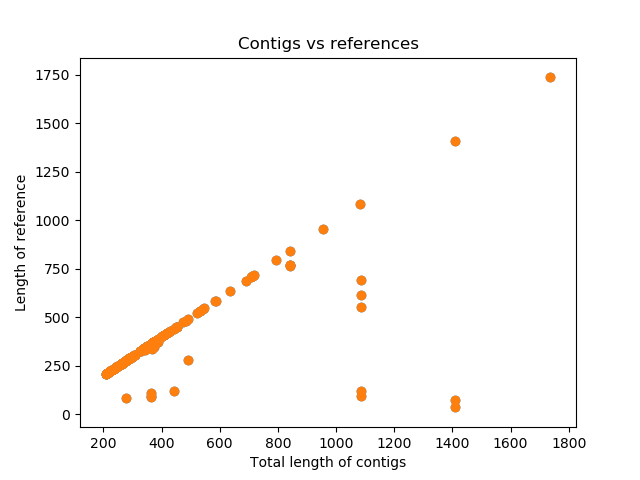 Contigs vs references
1750
1500
1250
1000
750
500
250
0
Length of reference
200 400 600 800 1000 1200 1400 1600 1800
Total length of contigs